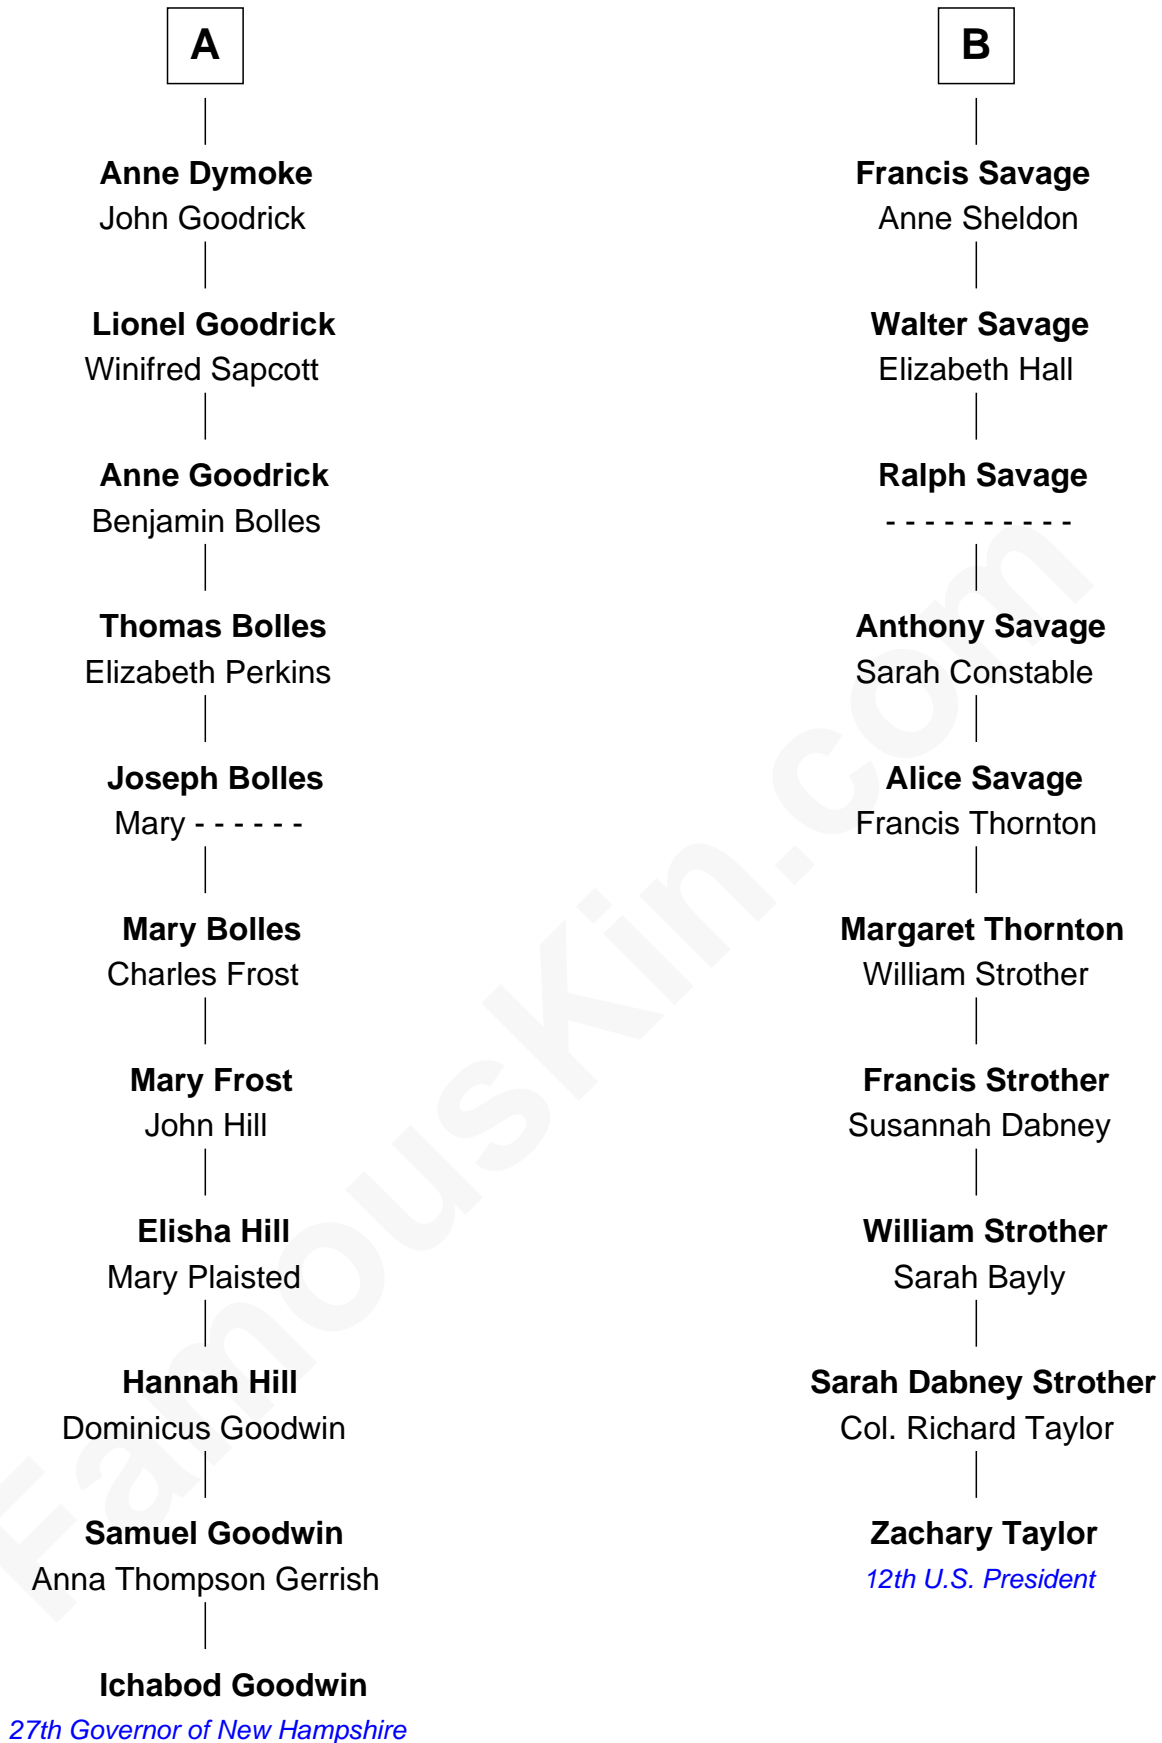 A
Anne Dymoke
John Goodrick
Lionel Goodrick
Winifred Sapcott
Anne Goodrick
Benjamin Bolles
Thomas Bolles
Elizabeth Perkins
Joseph Bolles
Mary - - - - - -
Mary Bolles
Charles Frost
Mary Frost
John Hill
Elisha Hill
Mary Plaisted
Hannah Hill
Dominicus Goodwin
Samuel Goodwin
Anna Thompson Gerrish
Ichabod Goodwin
27th Governor of New Hampshire
B
Francis Savage
Anne Sheldon
Walter Savage
Elizabeth Hall
Ralph Savage
- - - - - - - - - -
Anthony Savage
Sarah Constable
Alice Savage
Francis Thornton
Margaret Thornton
William Strother
Francis Strother
Susannah Dabney
William Strother
Sarah Bayly
Sarah Dabney Strother
Col. Richard Taylor
Zachary Taylor
12th U.S. President
FamousKin.com